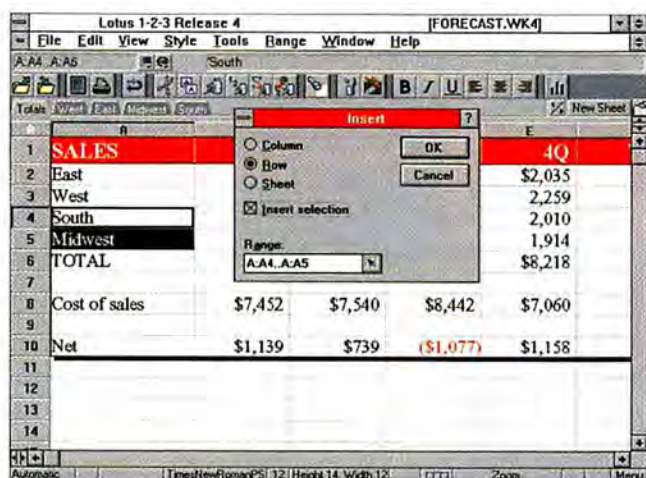 Lotus 1-2-3 Release 4 [FORECAST.WK4]
File Edit View Style Tools Range Window Help
A:A4..A:A5 'South
B I U
Totals West East Midwest South New Sheet
A E
1 SALES 4Q
2 East $2,035
3 West 2,259
4 South 2,010
5 Midwest 1,914
6 TOTAL $8,218
7
8 Cost of sales $7,452 $7,540 $8,442 $7,060
9
10 Net $1,139 $739 ($1,077) $1,158
11
12
13
14
Insert ?
Column
Row
Sheet
Insert selection
Range:
A:A4..A:A5
OK
Cancel
Automatic TimesNewRomanPS 12 Height 14, Width 12 Zoom Menu